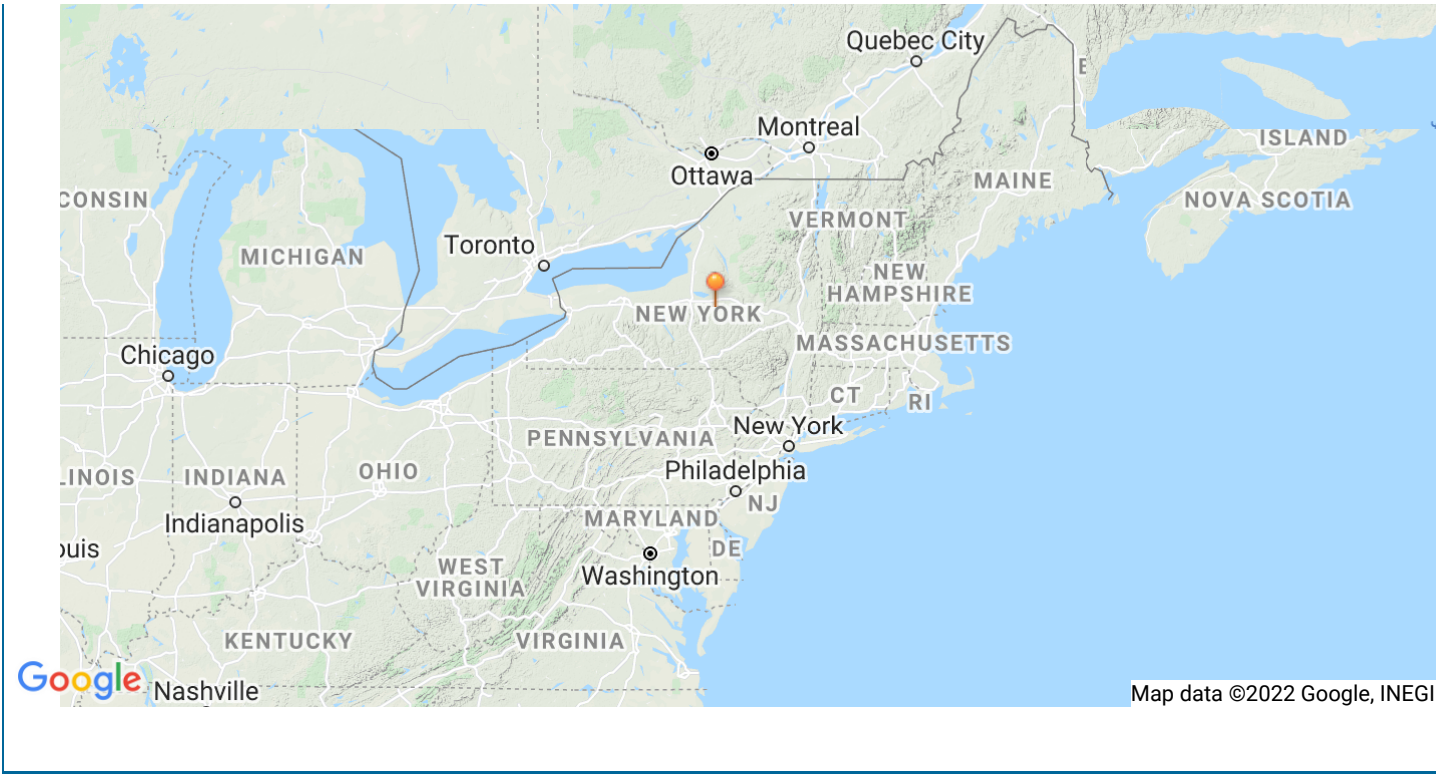 Quebec City
E
Montreal
ISLAND
Ottawa
MAINE
CONSIN
NOVA SCOTIA
VERMONT
Toronto
MICHIGAN
NEW
HAMPSHIRE
NEW YORK
MASSACHUSETTS
Chicago
CT
RI
New York
PENNSYLVANIA
OHIO
Philadelphia
LINOIS
INDIANA
NJ
Indianapolis
MARYLAND
DE
ouis
WEST
VIRGINIA
Washington
KENTUCKY
VIRGINIA
Google
Nashville
Map data ©2022 Google, INEGI